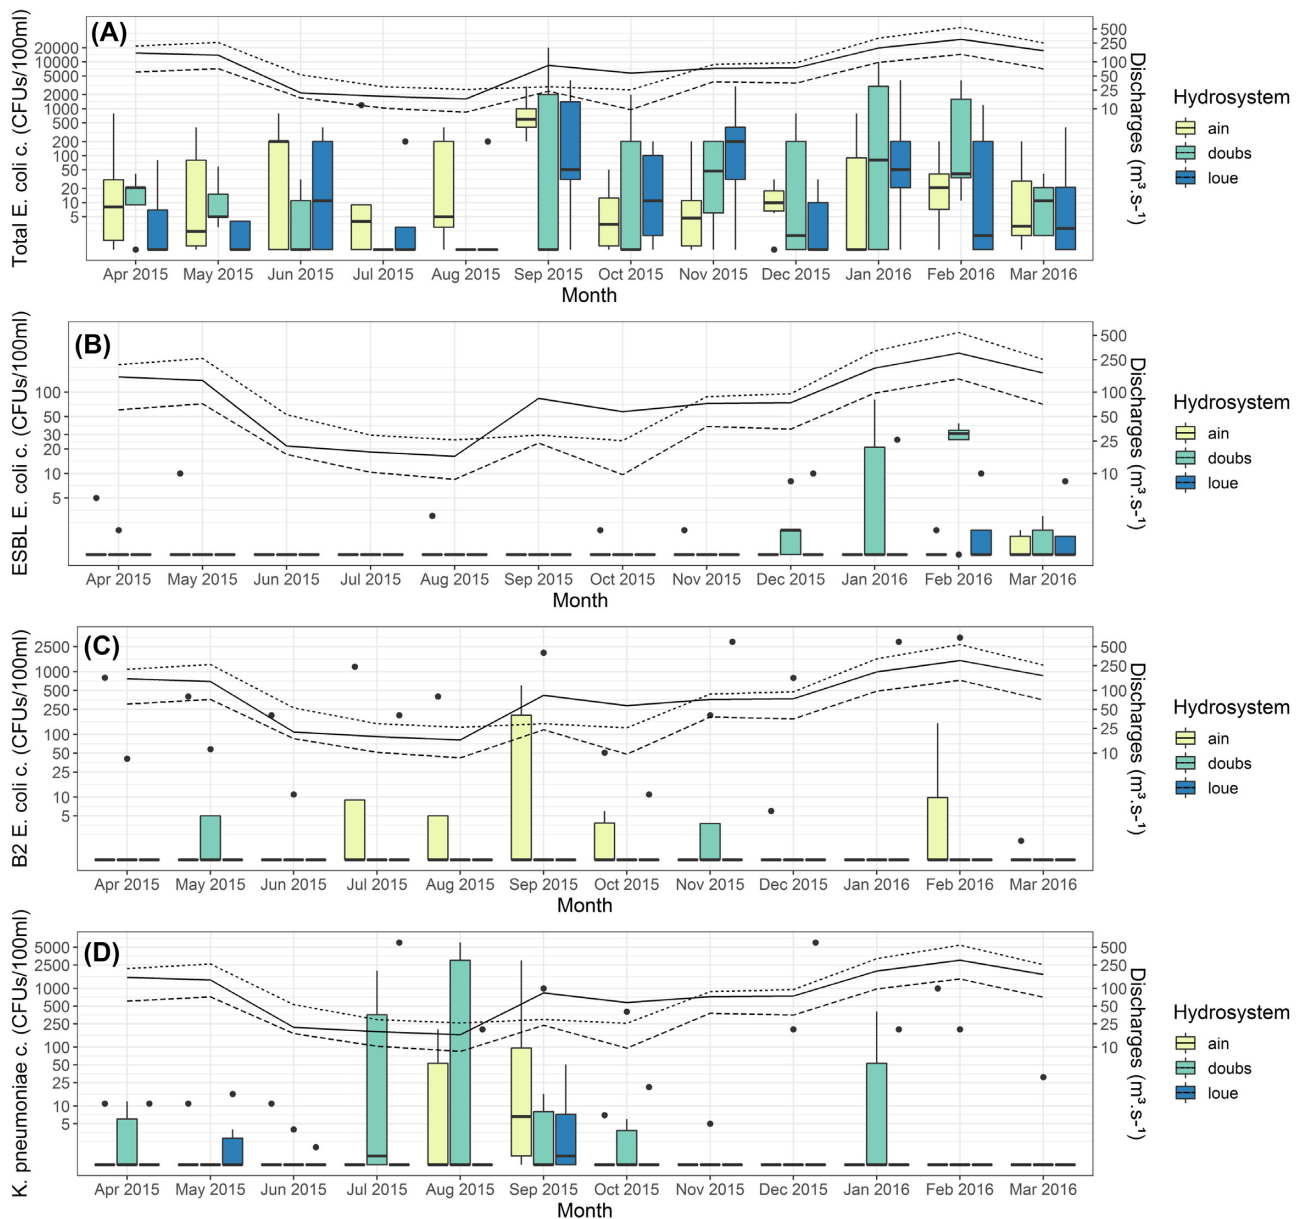 (A)
Total E. coli c. (CFUs/100ml)
20000
10000
5000
2000
1000
500
200
100
50
20
10
5
500
250
100
50
25
10
Discharges (m³.s⁻¹)
Apr 2015 May 2015 Jun 2015 Jul 2015 Aug 2015 Sep 2015 Oct 2015 Nov 2015 Dec 2015 Jan 2016 Feb 2016 Mar 2016
Month
Hydrosystem
ain
doubs
loue
(B)
ESBL E. coli c. (CFUs/100ml)
100
50
30
20
10
5
500
250
100
50
25
10
Discharges (m³.s⁻¹)
Apr 2015 May 2015 Jun 2015 Jul 2015 Aug 2015 Sep 2015 Oct 2015 Nov 2015 Dec 2015 Jan 2016 Feb 2016 Mar 2016
Month
Hydrosystem
ain
doubs
loue
(C)
B2 E. coli c. (CFUs/100ml)
2500
1000
500
250
100
50
25
10
5
500
250
100
50
25
10
Discharges (m³.s⁻¹)
Apr 2015 May 2015 Jun 2015 Jul 2015 Aug 2015 Sep 2015 Oct 2015 Nov 2015 Dec 2015 Jan 2016 Feb 2016 Mar 2016
Month
Hydrosystem
ain
doubs
loue
(D)
K. pneumoniae c. (CFUs/100ml)
5000
2500
1000
500
250
100
50
25
10
5
500
250
100
50
25
10
Discharges (m³.s⁻¹)
Apr 2015 May 2015 Jun 2015 Jul 2015 Aug 2015 Sep 2015 Oct 2015 Nov 2015 Dec 2015 Jan 2016 Feb 2016 Mar 2016
Month
Hydrosystem
ain
doubs
loue